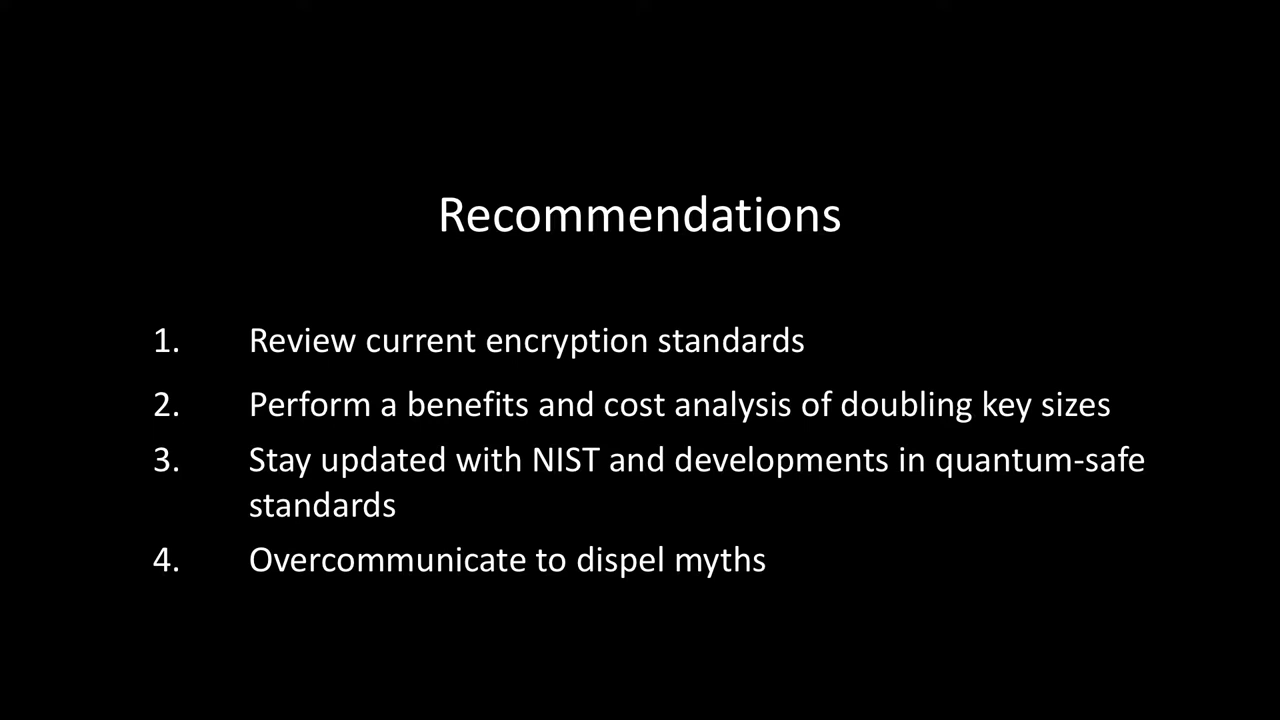 Recommendations
1. Review current encryption standards
2. Perform a benefits and cost analysis of doubling key sizes
3. Stay updated with NIST and developments in quantum-safe
standards
4. Overcommunicate to dispel myths